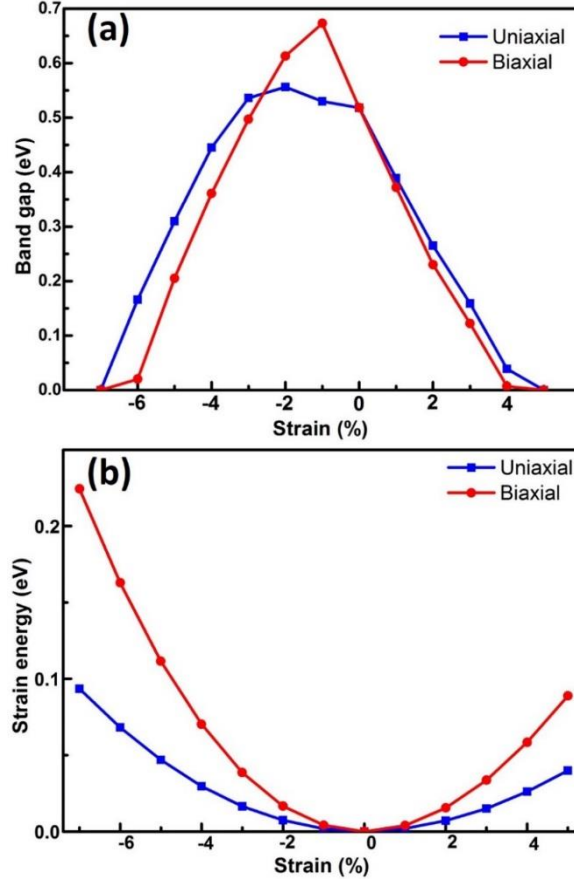 (a)
Uniaxial
Biaxial
Band gap (eV)
0.7
0.6
0.5
0.4
0.3
0.2
0.1
0.0
-6 -4 -2 0 2 4
Strain (%)
(b)
Uniaxial
Biaxial
Strain energy (eV)
0.2
0.1
0.0
-6 -4 -2 0 2 4
Strain (%)